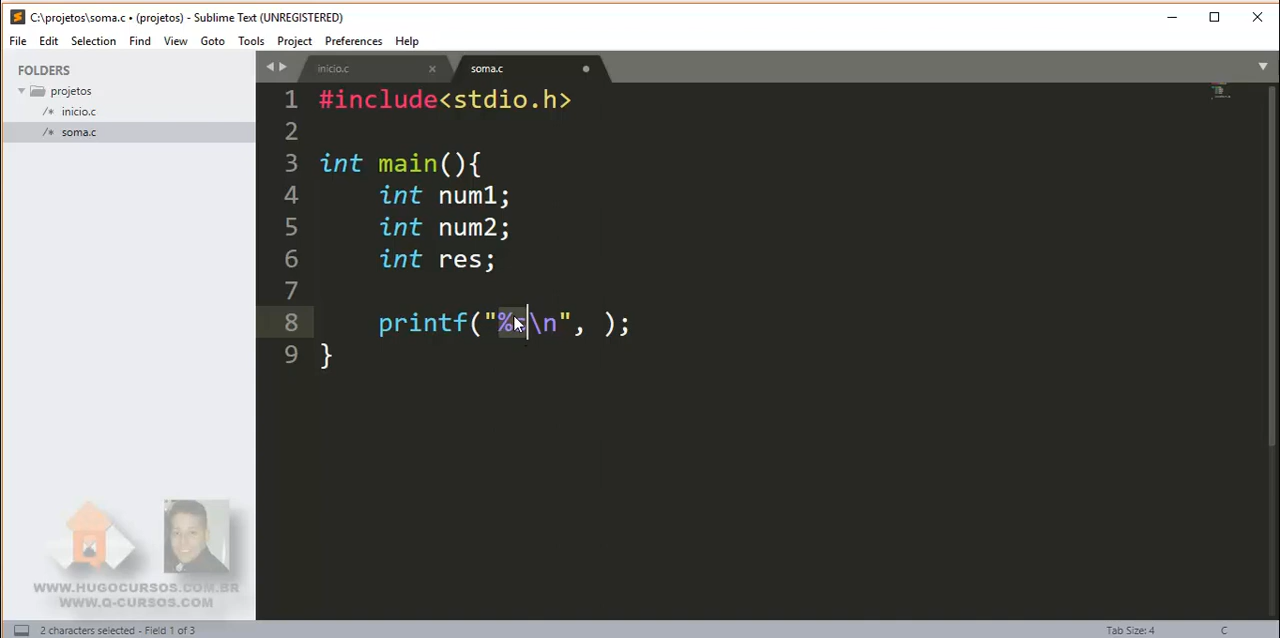 C:\projetos\soma.c • (projetos) - Sublime Text (UNREGISTERED)
File Edit Selection Find View Goto Tools Project Preferences Help
FOLDERS
projetos
/* inicio.c
/* soma.c
inicio.c × soma.c
1 #include<stdio.h>
2
3 int main(){
4 int num1;
5 int num2;
6 int res;
7
8 printf("%s\n", );
9 }
WWW.HUGOCURSOS.COM.BR
WWW.Q-CURSOS.COM
2 characters selected - Field 1 of 3 Tab Size: 4 C